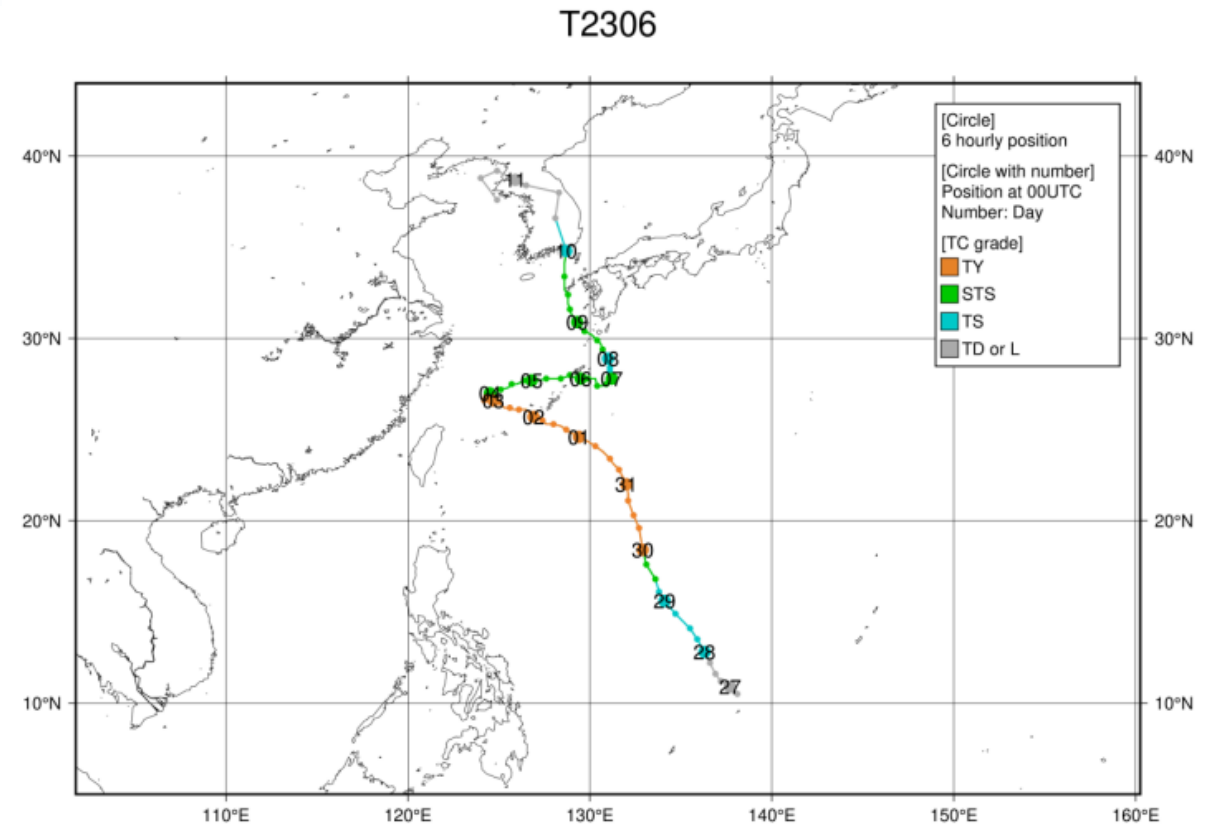 T2306
[Circle]
6 hourly position
[Circle with number]
Position at 00UTC
Number: Day
[TC grade]
TY
STS
TS
TD or L
40°N
40°N
11
10
30°N
09
30°N
08
04
05
06
07
03
02
01
31
20°N
20°N
30
29
28
27
10°N
10°N
110°E
120°E
130°E
140°E
150°E
160°E